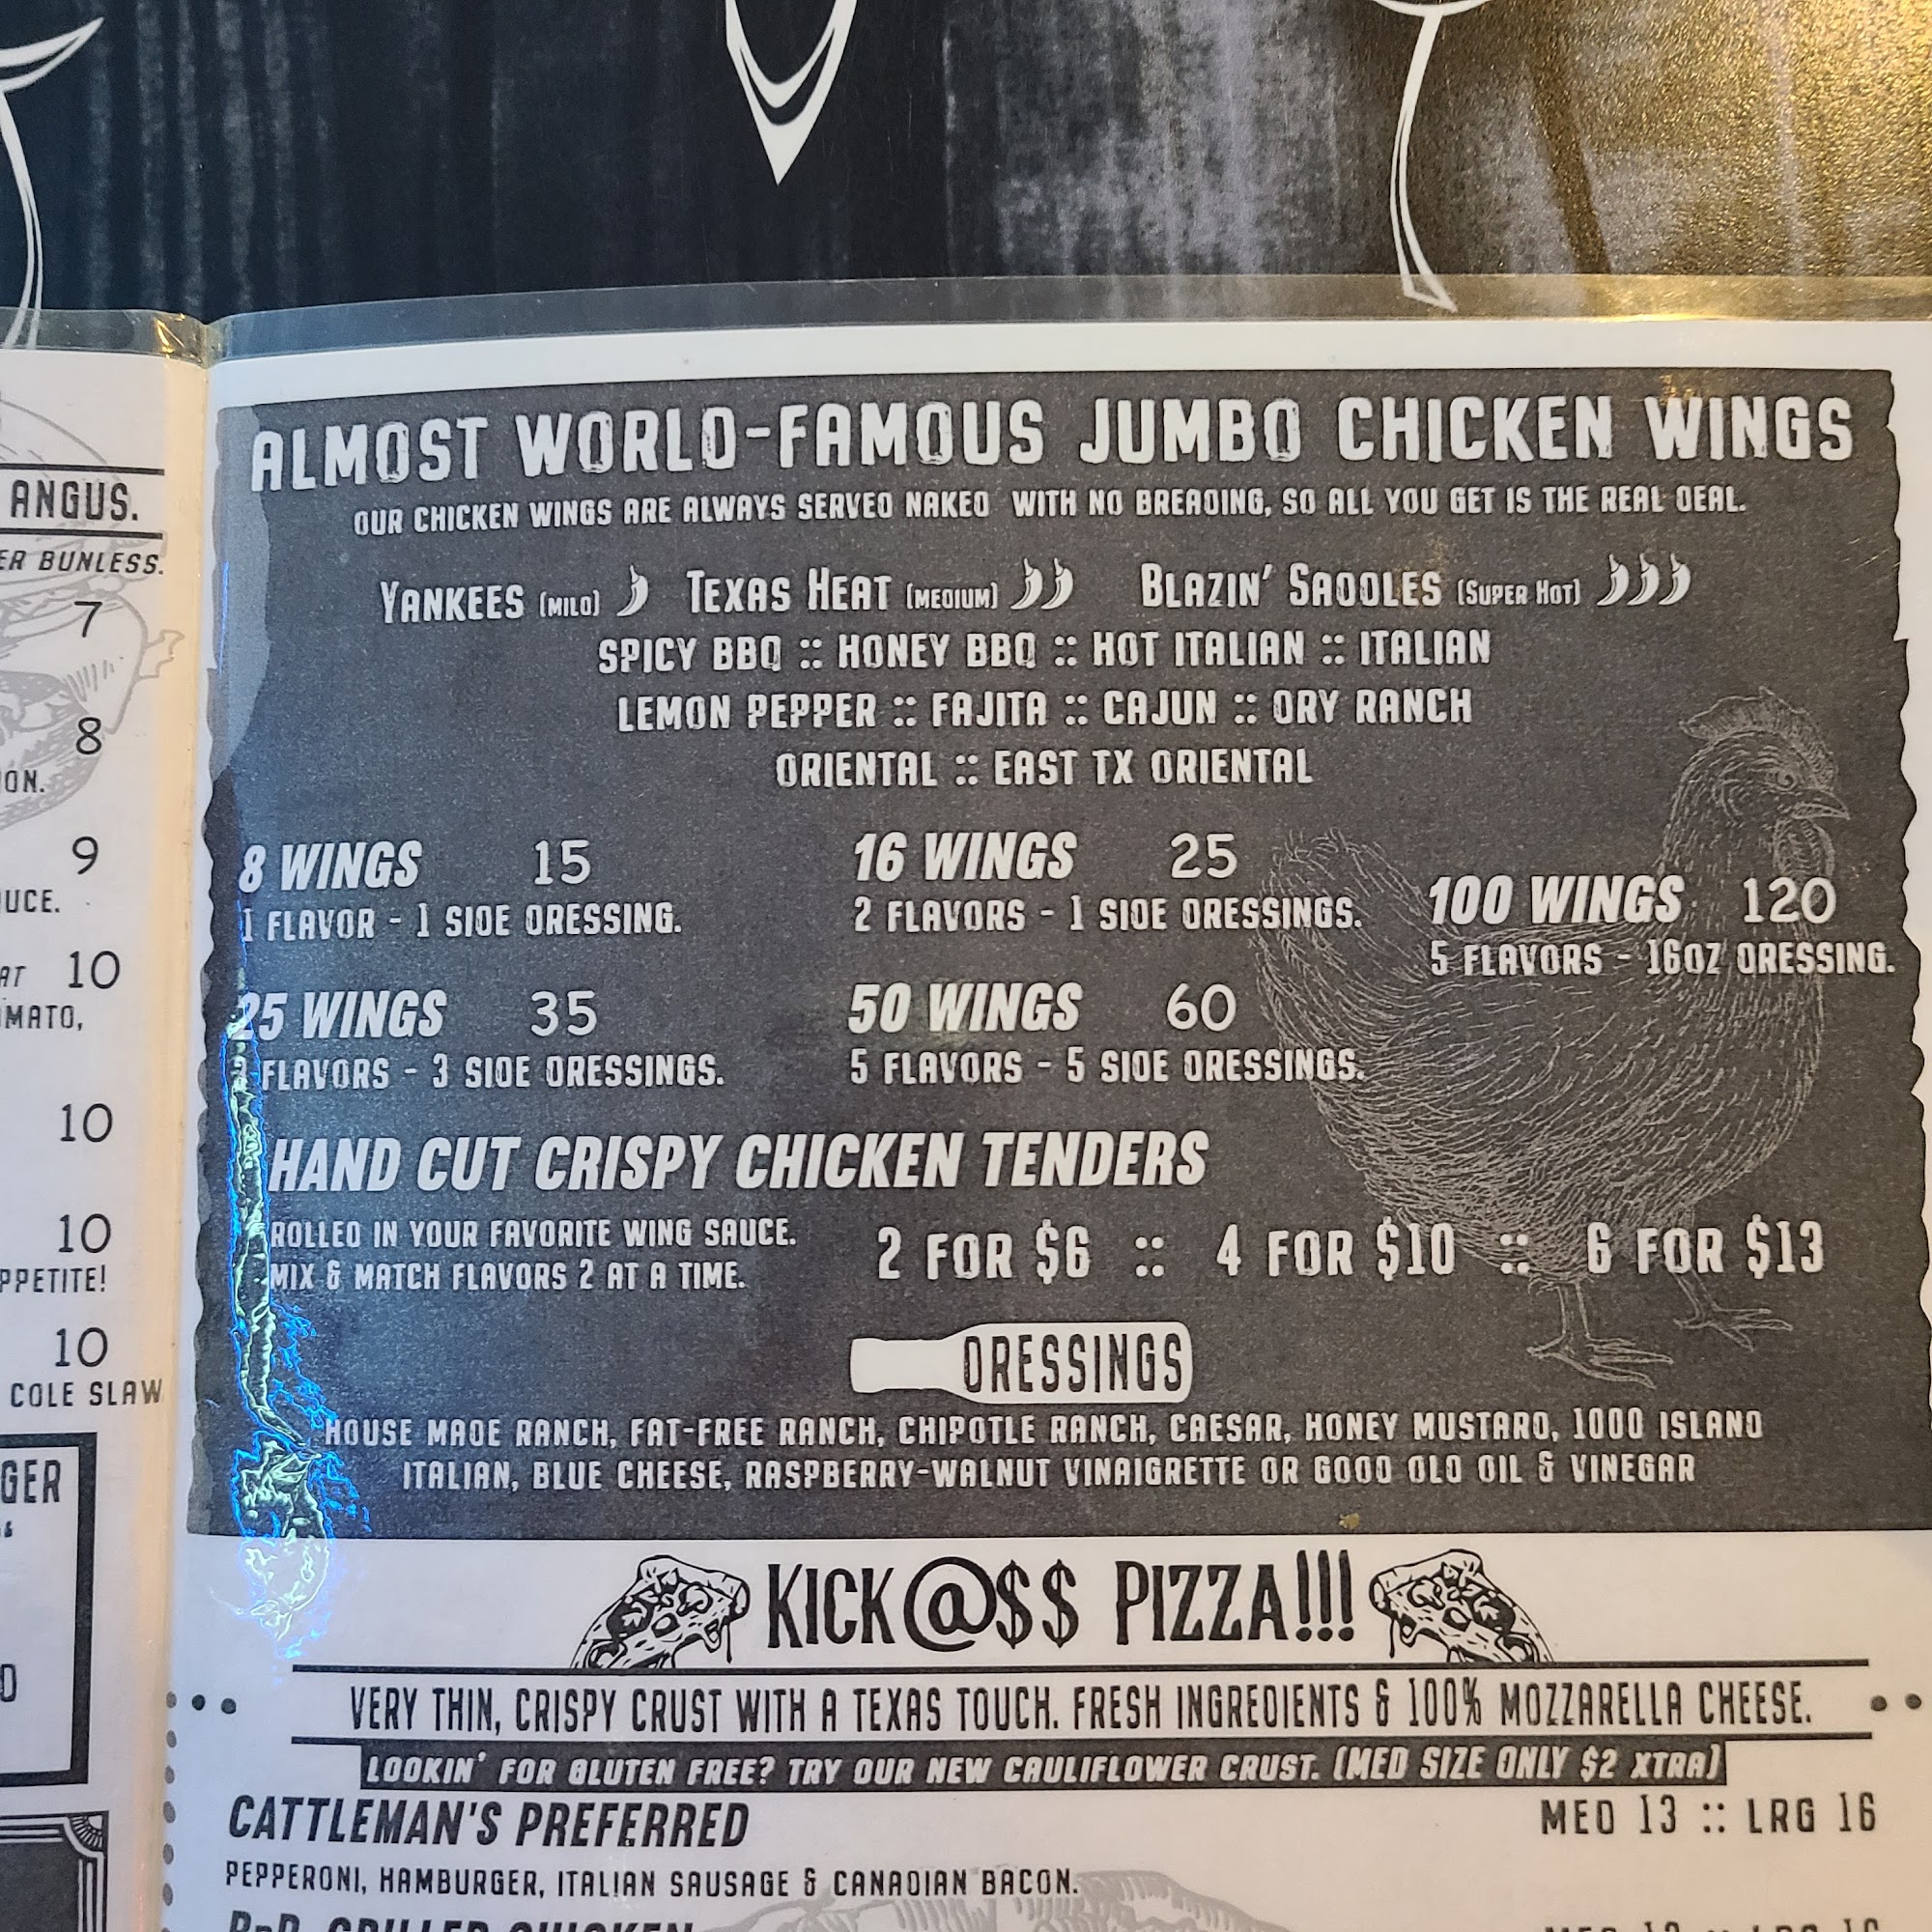 ANGUS.
BUNLESS.
7
8
9
10
10
10
PPETITE!
10
COLE SLAW
ALMOST WORLD-FAMOUS JUMBO CHICKEN WINGS
OUR CHICKEN WINGS ARE ALWAYS SERVED NAKED WITH NO BREADING, SO ALL YOU GET IS THE REAL DEAL.
YANKEES (MILD) TEXAS HEAT (MEDIUM) BLAZIN' SADDLES (SUPER HOT)
SPICY BBQ :: HONEY BBQ :: HOT ITALIAN :: ITALIAN
LEMON PEPPER :: FAJITA :: CAJUN :: DRY RANCH
ORIENTAL :: EAST TX ORIENTAL
8 WINGS 15
1 FLAVOR - 1 SIDE DRESSING.
16 WINGS 25
2 FLAVORS - 1 SIDE DRESSINGS.
100 WINGS 120
5 FLAVORS - 16OZ DRESSING.
25 WINGS 35
FLAVORS - 3 SIDE DRESSINGS.
50 WINGS 60
5 FLAVORS - 5 SIDE DRESSINGS.
HAND CUT CRISPY CHICKEN TENDERS
ROLLED IN YOUR FAVORITE WING SAUCE.
MIX & MATCH FLAVORS 2 AT A TIME.
2 FOR $6 :: 4 FOR $10 :: 6 FOR $13
DRESSINGS
HOUSE MADE RANCH, FAT-FREE RANCH, CHIPOTLE RANCH, CAESAR, HONEY MUSTARD, 1000 ISLAND
ITALIAN, BLUE CHEESE, RASPBERRY-WALNUT VINAIGRETTE OR GOOD OLD OIL & VINEGAR
KICK@$$ PIZZA!!!
VERY THIN, CRISPY CRUST WITH A TEXAS TOUCH. FRESH INGREDIENTS & 100% MOZZARELLA CHEESE.
LOOKIN' FOR GLUTEN FREE? TRY OUR NEW CAULIFLOWER CRUST. (MED SIZE ONLY $2 XTRA)
CATTLEMAN'S PREFERRED MED 13 :: LRG 16
PEPPERONI, HAMBURGER, ITALIAN SAUSAGE & CANADIAN BACON.